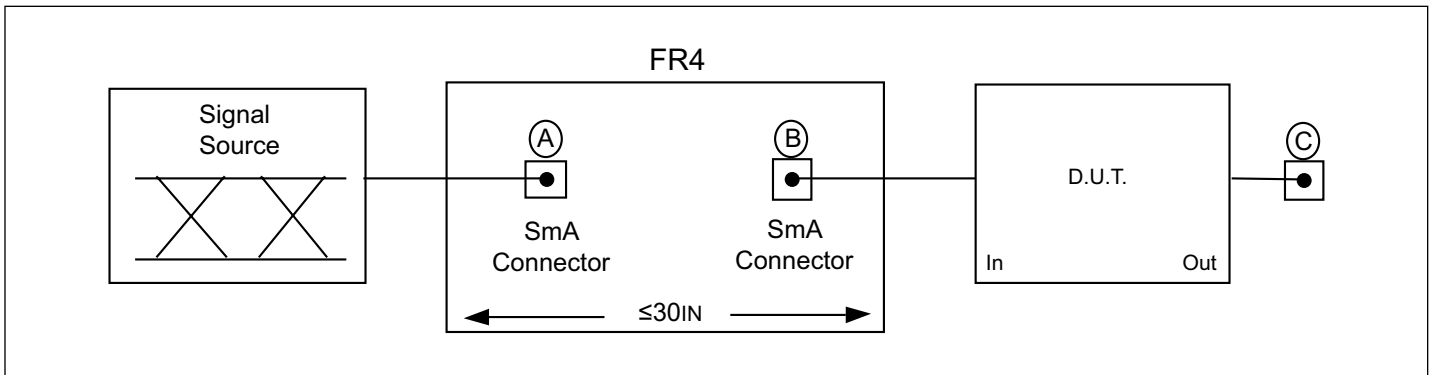 FR4
Signal
Source
A
SmA
Connector
B
SmA
Connector
≤30IN
D.U.T.
In
Out
C